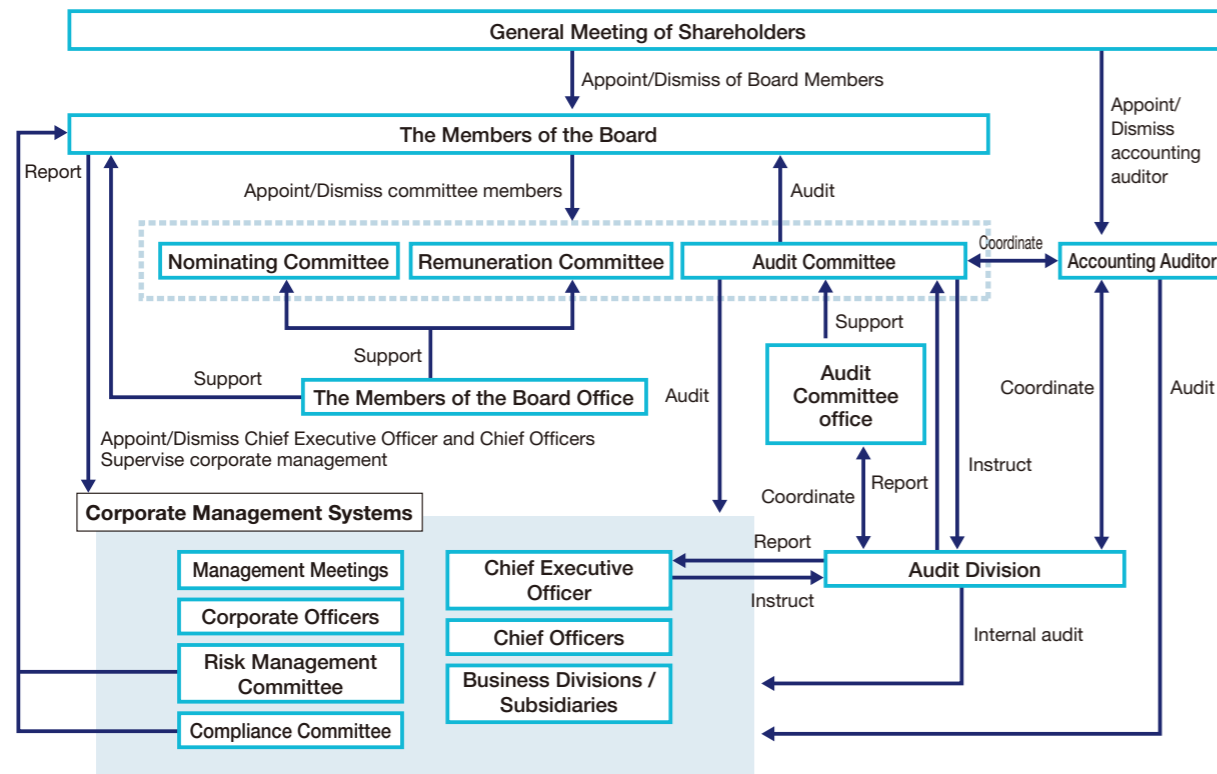 General Meeting of Shareholders
Appoint/Dismiss of Board Members
Appoint/
Dismiss
accounting
auditor
The Members of the Board
Report
Appoint/Dismiss committee members
Audit
Nominating Committee
Remuneration Committee
Audit Committee
Coordinate
Accounting Auditor
Support
Support
Support
The Members of the Board Office
Audit
Audit
Committee
office
Coordinate
Audit
Appoint/Dismiss Chief Executive Officer and Chief Officers
Supervise corporate management
Instruct
Coordinate
Report
Corporate Management Systems
Management Meetings
Corporate Officers
Risk Management
Committee
Compliance Committee
Chief Executive
Officer
Chief Officers
Business Divisions /
Subsidiaries
Report
Instruct
Audit Division
Internal audit